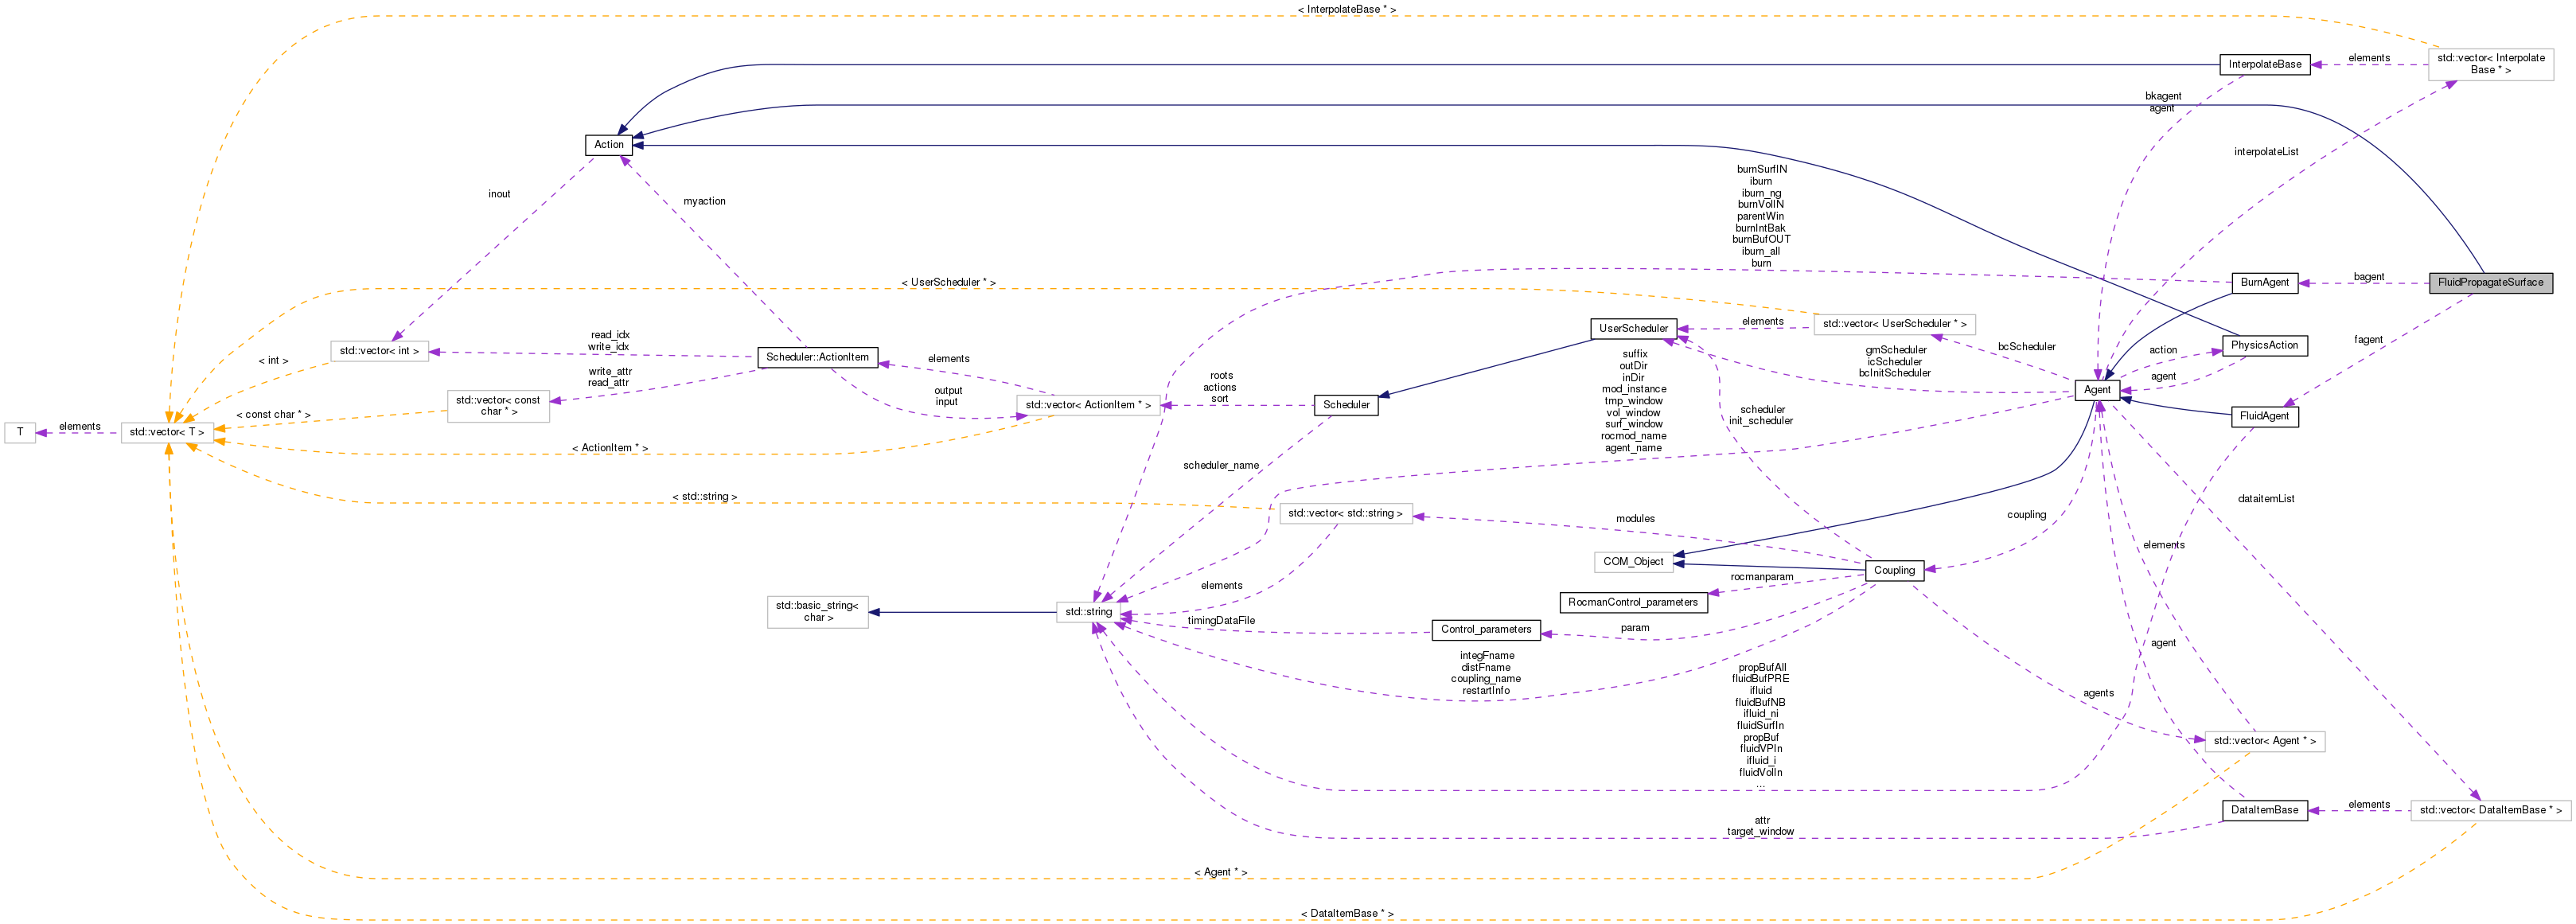 < InterpolateBase * >
InterpolateBase
elements
std::vector< Interpolate
Base * >
bkagent
agent
Action
interpolateList
inout
myaction
burnSurfIN
iburn
iburn_ng
burnVolIN
parentWin
burnIntBak
burnBufOUT
iburn_all
burn
< UserScheduler * >
BurnAgent
bagent
FluidPropagateSurface
UserScheduler
elements
std::vector< UserScheduler * >
bcScheduler
action
PhysicsAction
fagent
read_idx
write_idx
std::vector< int >
< int >
Scheduler::ActionItem
elements
gmScheduler
icScheduler
bcInitScheduler
agent
Agent
write_attr
read_attr
std::vector< const
char * >
< const char * >
output
input
roots
actions
sort
std::vector< ActionItem * >
Scheduler
suffix
outDir
inDir
mod_instance
tmp_window
vol_window
surf_window
rocmod_name
agent_name
scheduler
init_scheduler
FluidAgent
T
elements
std::vector< T >
< ActionItem * >
scheduler_name
< std::string >
std::vector< std::string >
modules
coupling
dataitemList
elements
COM_Object
Coupling
rocmanparam
RocmanControl_parameters
elements
std::basic_string<
char >
std::string
timingDataFile
Control_parameters
param
agent
integFname
distFname
coupling_name
restartInfo
propBufAll
fluidBufPRE
ifluid
fluidBufNB
ifluid_ni
fluidSurfIn
propBuf
fluidVPIn
ifluid_i
fluidVolIn
...
agents
std::vector< Agent * >
DataItemBase
elements
std::vector< DataItemBase * >
attr
target_window
< Agent * >
< DataItemBase * >